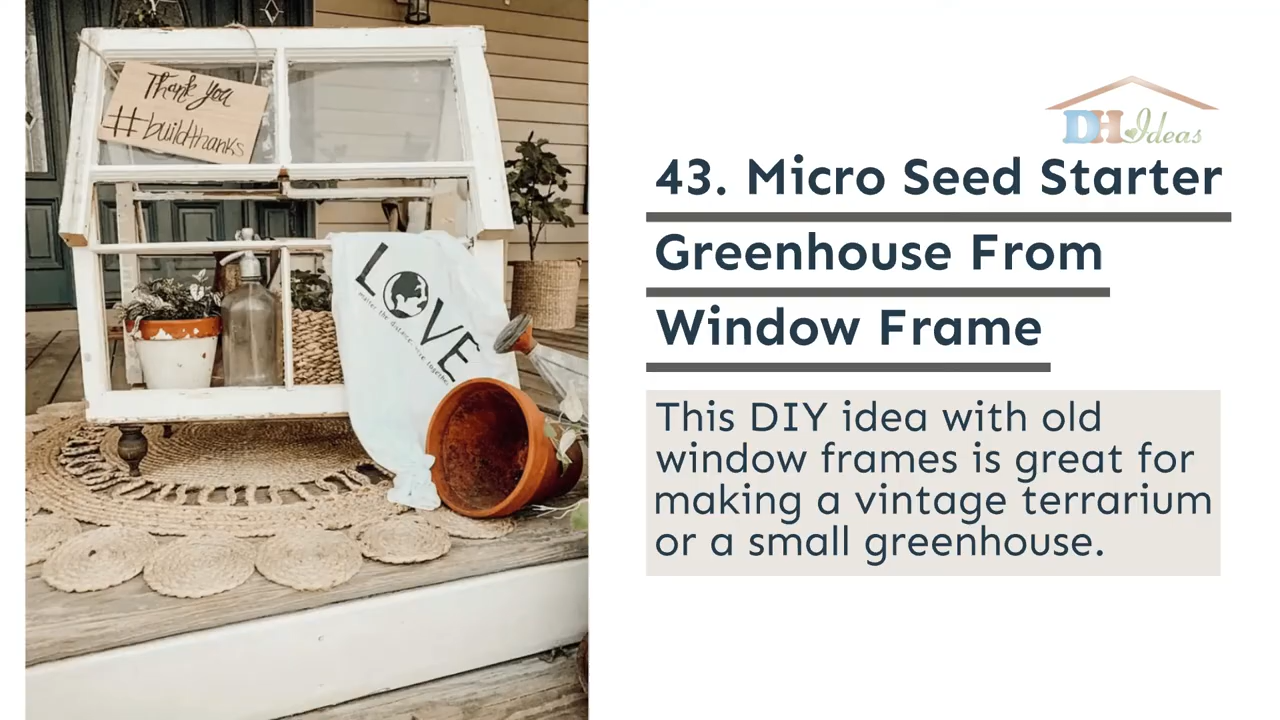 Thank you
#buildthanks
LOVE
DH Ideas
43. Micro Seed Starter
Greenhouse From
Window Frame
This DIY idea with old
window frames is great for
making a vintage terrarium
or a small greenhouse.